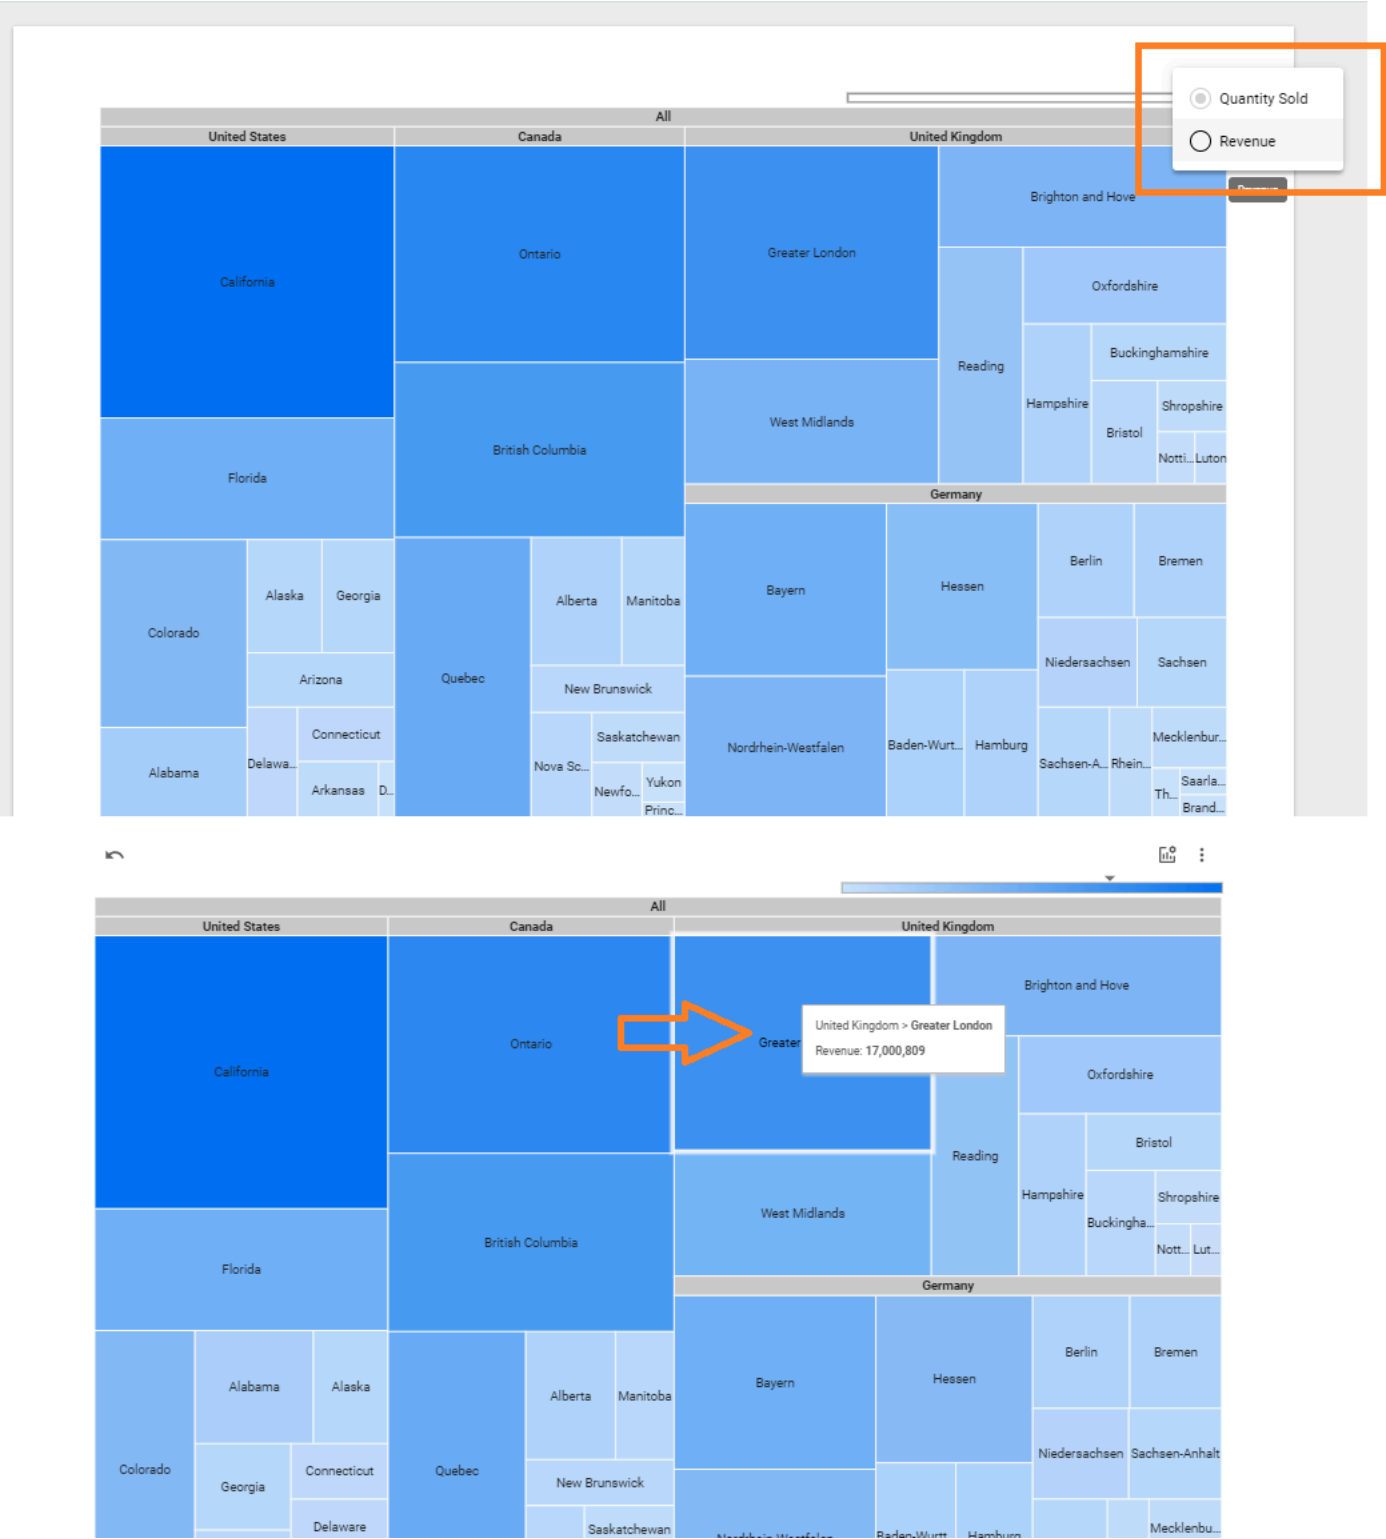 Quantity Sold
Revenue
All
United States
Canada
United Kingdom
Brighton and Hove
California
Ontario
Greater London
Oxfordshire
Buckinghamshire
Reading
Hampshire
Shropshire
West Midlands
Bristol
British Columbia
Notti...
Luton
Florida
Germany
Bayern
Hessen
Berlin
Bremen
Alaska
Georgia
Alberta
Manitoba
Colorado
Niedersachsen
Sachsen
Arizona
Quebec
New Brunswick
Connecticut
Saskatchewan
Nordrhein-Westfalen
Baden-Wurt...
Hamburg
Mecklenbur...
Delawa...
Nova Sc...
Sachsen-A...
Rhein...
Alabama
Arkansas
D...
Newfo...
Yukon
Th...
Saarla...
Princ...
Brand...
All
United States
Canada
United Kingdom
Brighton and Hove
United Kingdom > Greater London
Ontario
Greater
Revenue: 17,000,809
California
Oxfordshire
Bristol
Reading
Hampshire
Shropshire
West Midlands
Buckingha...
British Columbia
Nott...
Lut...
Florida
Germany
Berlin
Bremen
Alabama
Alaska
Bayern
Hessen
Alberta
Manitoba
Niedersachsen
Sachsen-Anhalt
Colorado
Connecticut
Quebec
Georgia
New Brunswick
Delaware
Saskatchewan
Mecklenbu...
Nordrhein-Westfalen
Baden-Wurtt...
Hamburg